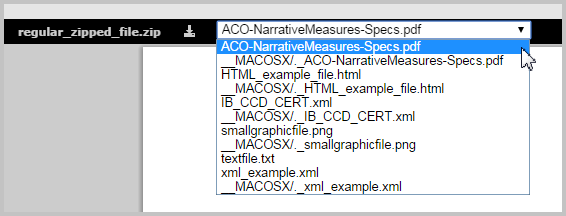 regular_zipped_file.zip ACO-NarrativeMeasures-Specs.pdf
ACO-NarrativeMeasures-Specs.pdf
__MACOSX/._ACO-NarrativeMeasures-Specs.pdf
HTML_example_file.html
__MACOSX/._HTML_example_file.html
IB_CCD_CERT.xml
__MACOSX/._IB_CCD_CERT.xml
smallgraphicfile.png
__MACOSX/._smallgraphicfile.png
textfile.txt
xml_example.xml
__MACOSX/._xml_example.xml